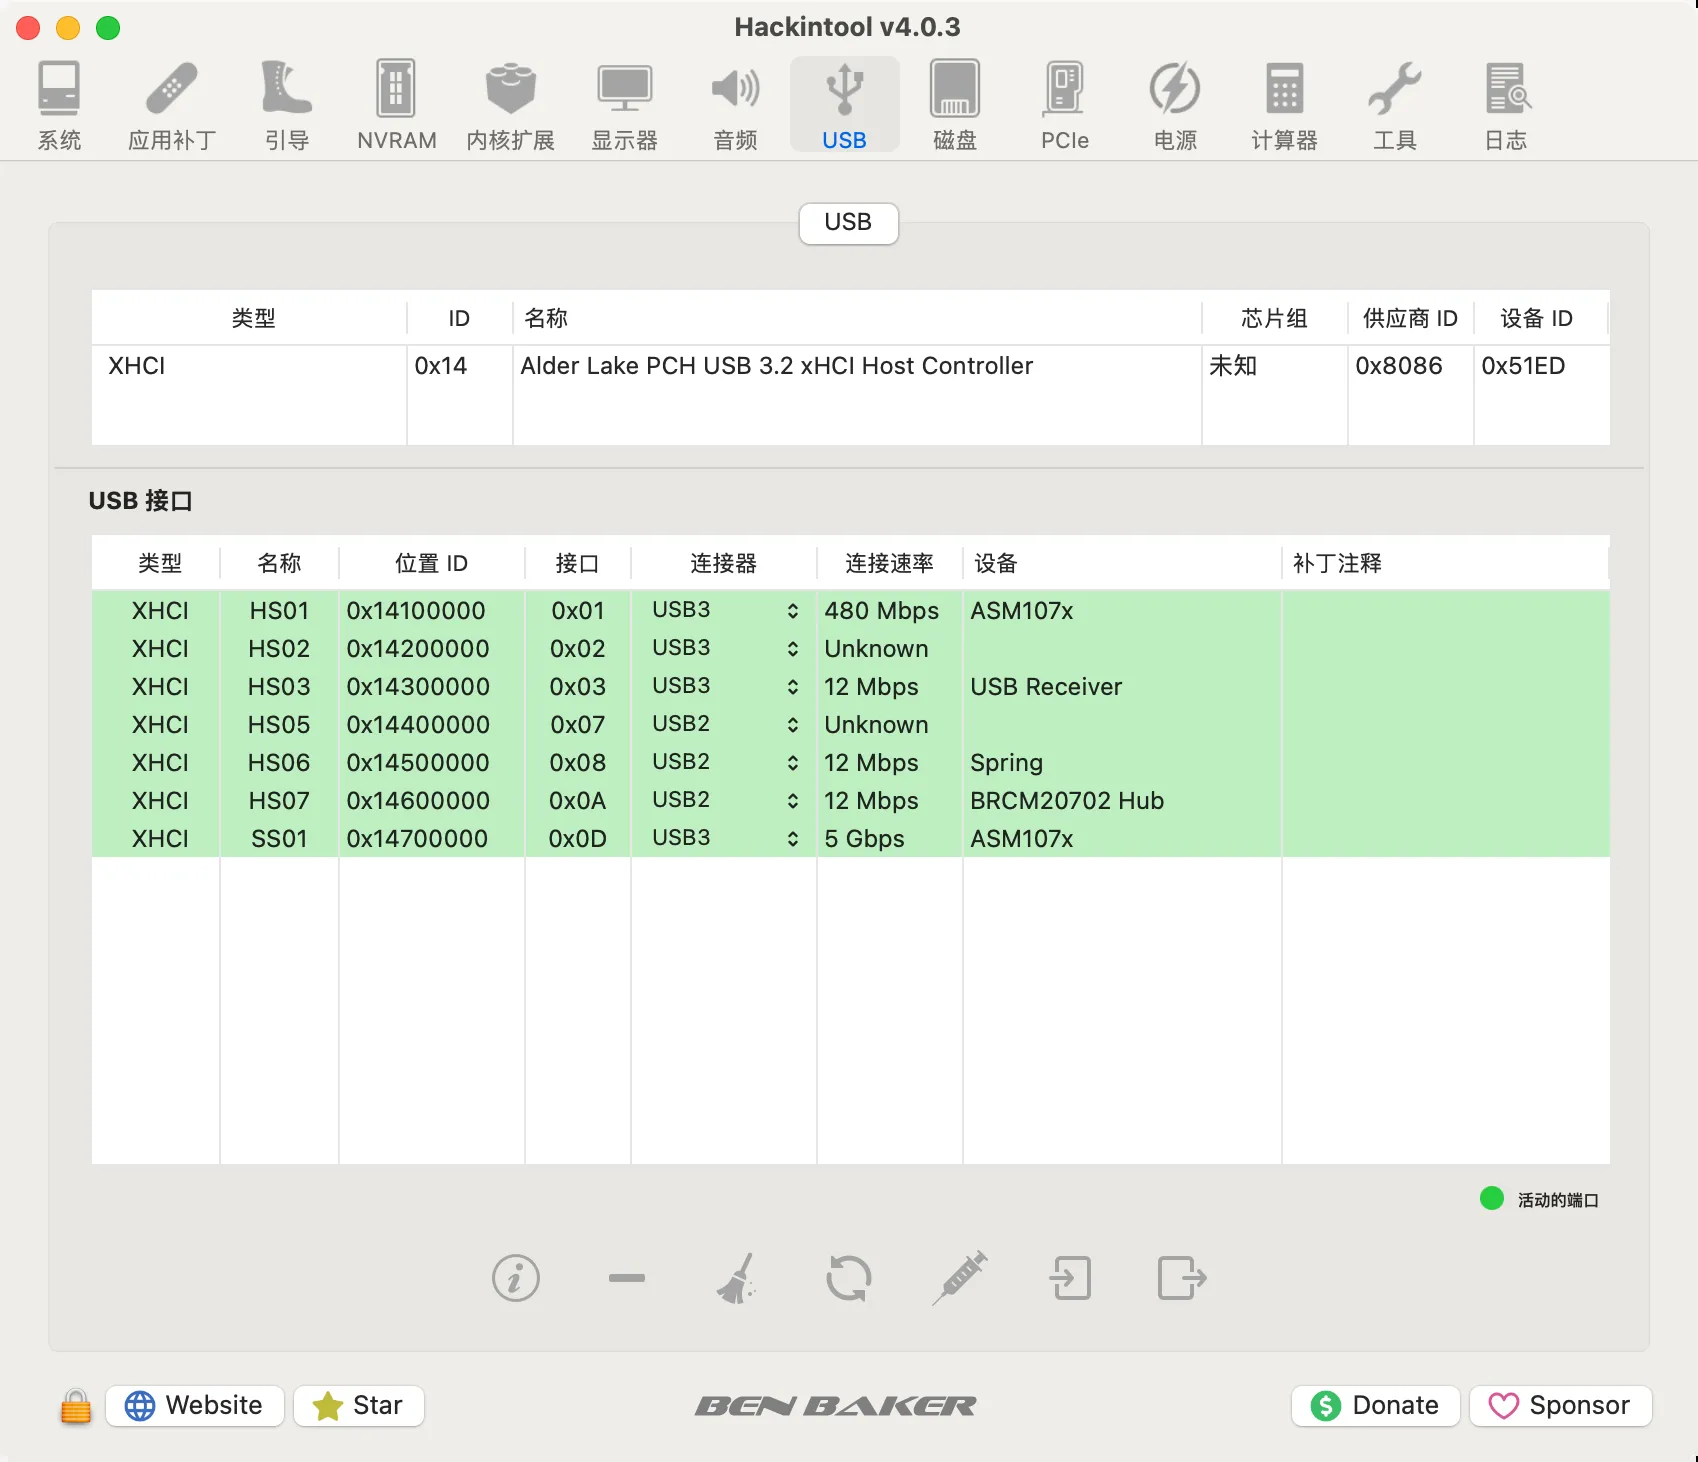 Hackintool v4.0.3
系统 应用补丁 引导 NVRAM 内核扩展 显示器 音频 USB 磁盘 PCIe 电源 计算器 工具 日志
USB
类型 ID 名称 芯片组 供应商 ID 设备 ID
XHCI 0x14 Alder Lake PCH USB 3.2 xHCI Host Controller 未知 0x8086 0x51ED
USB 接口
类型 名称 位置 ID 接口 连接器 连接速率 设备 补丁注释
XHCI HS01 0x14100000 0x01 USB3 480 Mbps ASM107x
XHCI HS02 0x14200000 0x02 USB3 Unknown
XHCI HS03 0x14300000 0x03 USB3 12 Mbps USB Receiver
XHCI HS05 0x14400000 0x07 USB2 Unknown
XHCI HS06 0x14500000 0x08 USB2 12 Mbps Spring
XHCI HS07 0x14600000 0x0A USB2 12 Mbps BRCM20702 Hub
XHCI SS01 0x14700000 0x0D USB3 5 Gbps ASM107x
活动的端口
Website Star BEN BAKER Donate Sponsor